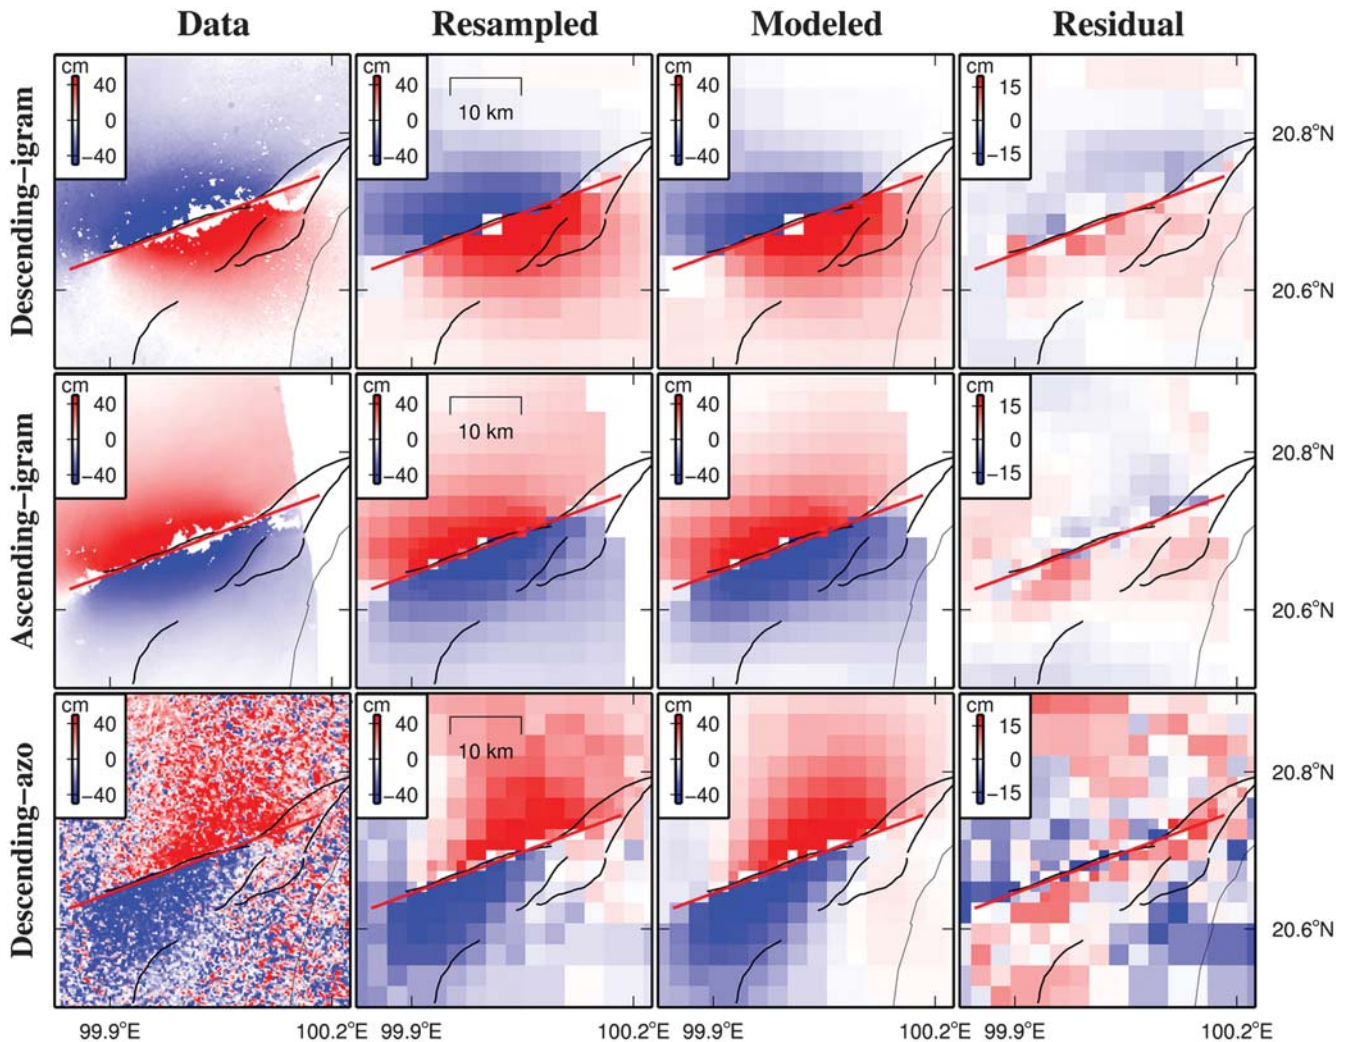 Data Resampled Modeled Residual
Descending-igram
cm cm cm cm
40 40 40 15
0 0 0 0
-40 -40 -40 -15
10 km
20.8°N
20.6°N
Ascending-igram
cm cm cm cm
40 40 40 15
0 0 0 0
-40 -40 -40 -15
10 km
20.8°N
20.6°N
Descending-azo
cm cm cm cm
40 40 40 15
0 0 0 0
-40 -40 -40 -15
10 km
20.8°N
20.6°N
99.9°E 100.2°E 99.9°E 100.2°E 99.9°E 100.2°E 99.9°E 100.2°E